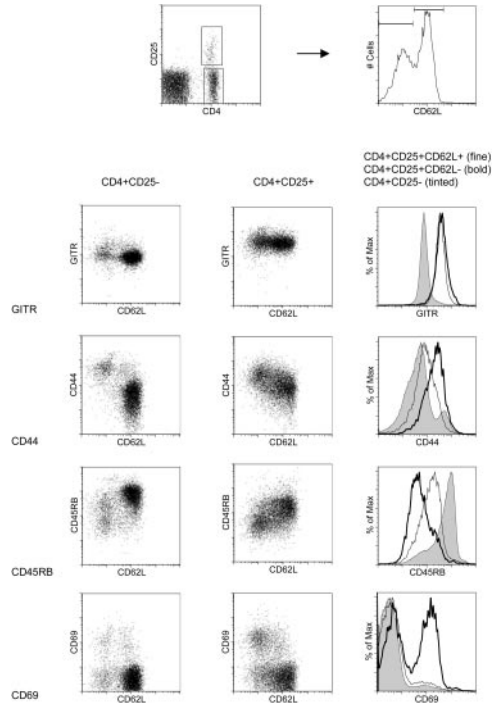 CD25
CD4
# Cells
CD62L
CD4+CD25-
CD4+CD25+
CD4+CD25+CD62L+ (fine)
CD4+CD25+CD62L- (bold)
CD4+CD25- (tinted)
GITR
CD62L
GITR
CD62L
% of Max
GITR
GITR
CD44
CD62L
CD44
CD62L
% of Max
CD44
CD44
CD45RB
CD62L
CD45RB
CD62L
% of Max
CD45RB
CD45RB
CD69
CD62L
CD69
CD62L
% of Max
CD69
CD69